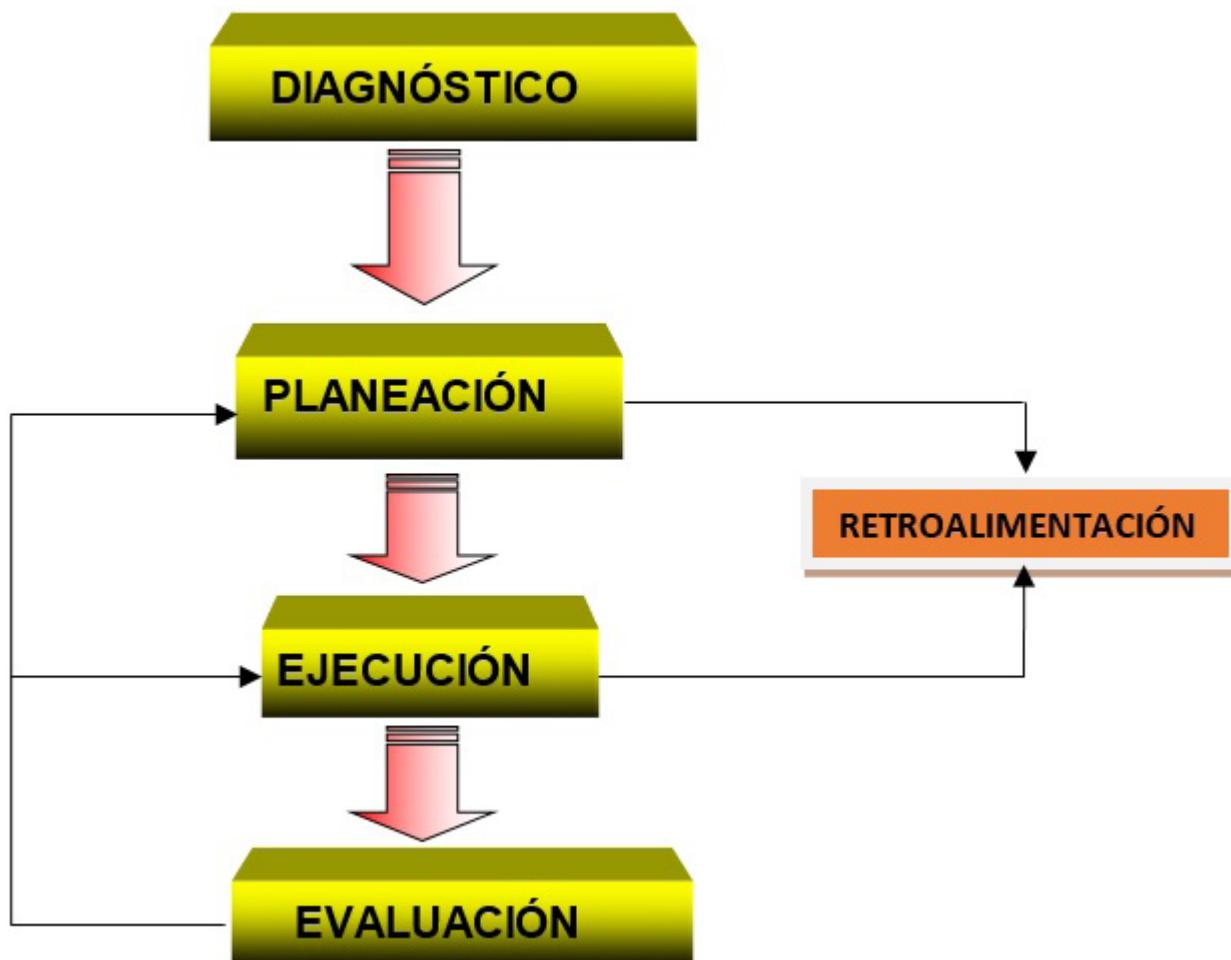 DIAGNÓSTICO
PLANEACIÓN
RETROALIMENTACIÓN
EJECUCIÓN
EVALUACIÓN